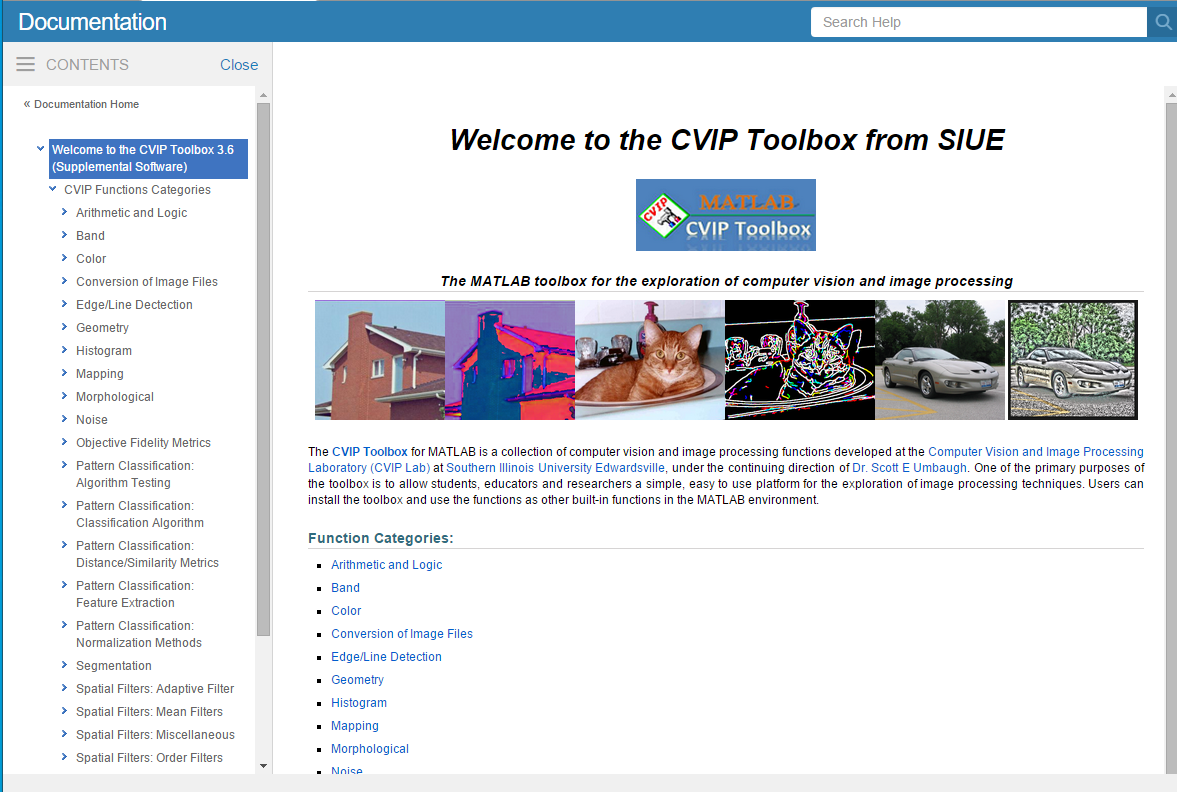 Documentation
Search Help
CONTENTS
Close
« Documentation Home
Welcome to the CVIP Toolbox 3.6
(Supplemental Software)
CVIP Functions Categories
Arithmetic and Logic
Band
Color
Conversion of Image Files
Edge/Line Dectection
Geometry
Histogram
Mapping
Morphological
Noise
Objective Fidelity Metrics
Pattern Classification:
Algorithm Testing
Pattern Classification:
Classification Algorithm
Pattern Classification:
Distance/Similarity Metrics
Pattern Classification:
Feature Extraction
Pattern Classification:
Normalization Methods
Segmentation
Spatial Filters: Adaptive Filter
Spatial Filters: Mean Filters
Spatial Filters: Miscellaneous
Spatial Filters: Order Filters
Welcome to the CVIP Toolbox from SIUE
CVIP
MATLAB
CVIP Toolbox
The MATLAB toolbox for the exploration of computer vision and image processing
The CVIP Toolbox for MATLAB is a collection of computer vision and image processing functions developed at the Computer Vision and Image Processing
Laboratory (CVIP Lab) at Southern Illinois University Edwardsville, under the continuing direction of Dr. Scott E Umbaugh. One of the primary purposes of
the toolbox is to allow students, educators and researchers a simple, easy to use platform for the exploration of image processing techniques. Users can
install the toolbox and use the functions as other built-in functions in the MATLAB environment.
Function Categories:
Arithmetic and Logic
Band
Color
Conversion of Image Files
Edge/Line Detection
Geometry
Histogram
Mapping
Morphological
Noise